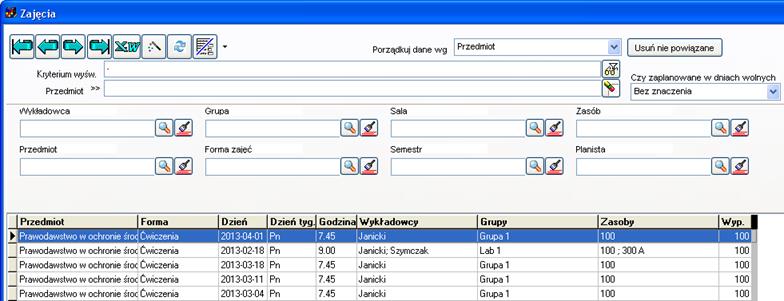 Zajęcia
Porządkuj dane wg Przedmiot Usuń nie powiązane
Kryterium wyśw. .
Przedmiot >>
Czy zaplanowane w dniach wolnych
Bez znaczenia
Wykładowca Grupa Sala Zasób
Przedmiot Forma zajęć Semestr Planista
Przedmiot Forma Dzień Dzień tyg. Godzina Wykładowcy Grupy Zasoby Wyp.
Prawodawstwo w ochronie środ Ćwiczenia 2013-04-01 Pn 7.45 Janicki Grupa 1 100 100
Prawodawstwo w ochronie środ Ćwiczenia 2013-02-18 Pn 9.00 Janicki; Szymczak Lab 1 100 ; 300 A 100
Prawodawstwo w ochronie środ Ćwiczenia 2013-03-18 Pn 7.45 Janicki Grupa 1 100 100
Prawodawstwo w ochronie środ Ćwiczenia 2013-03-11 Pn 7.45 Janicki Grupa 1 100 100
Prawodawstwo w ochronie środ Ćwiczenia 2013-03-04 Pn 7.45 Janicki Grupa 1 100 100